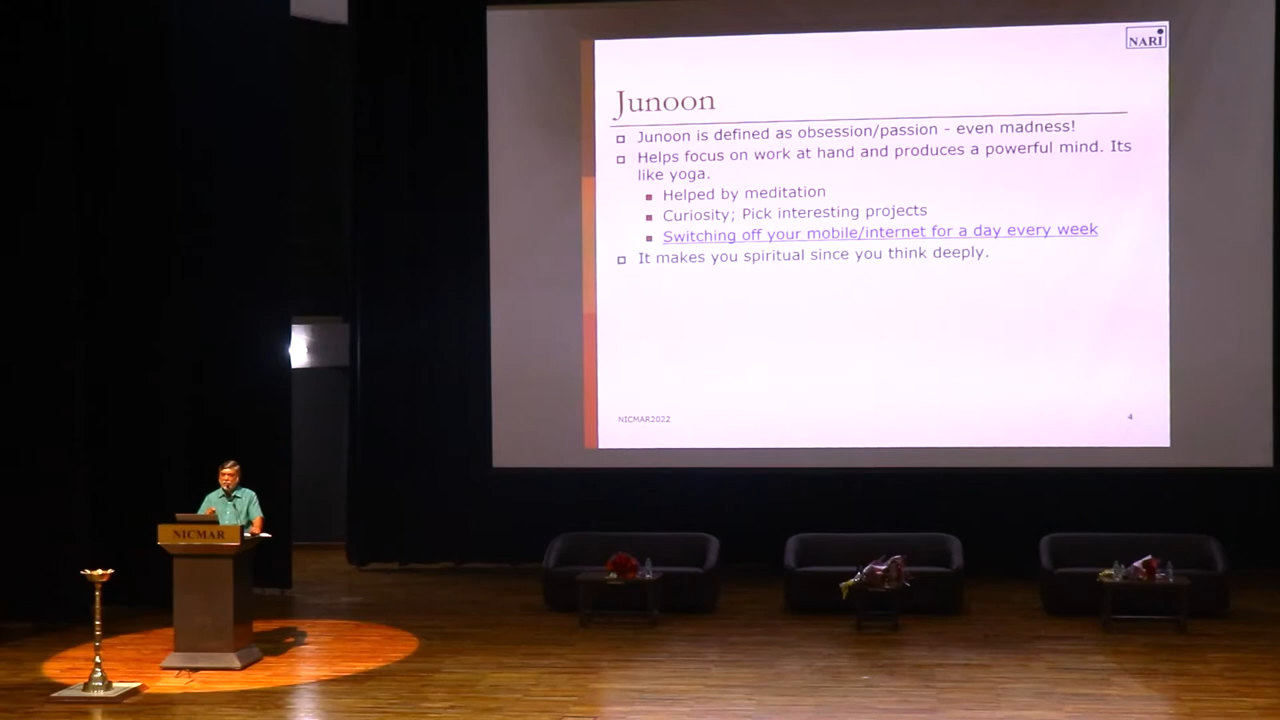 NARI
Junoon
Junoon is defined as obsession/passion - even madness!
Helps focus on work at hand and produces a powerful mind. Its
like yoga.
Helped by meditation
Curiosity; Pick interesting projects
Switching off your mobile/internet for a day every week
It makes you spiritual since you think deeply.
NICMAR2022
4
NICMAR